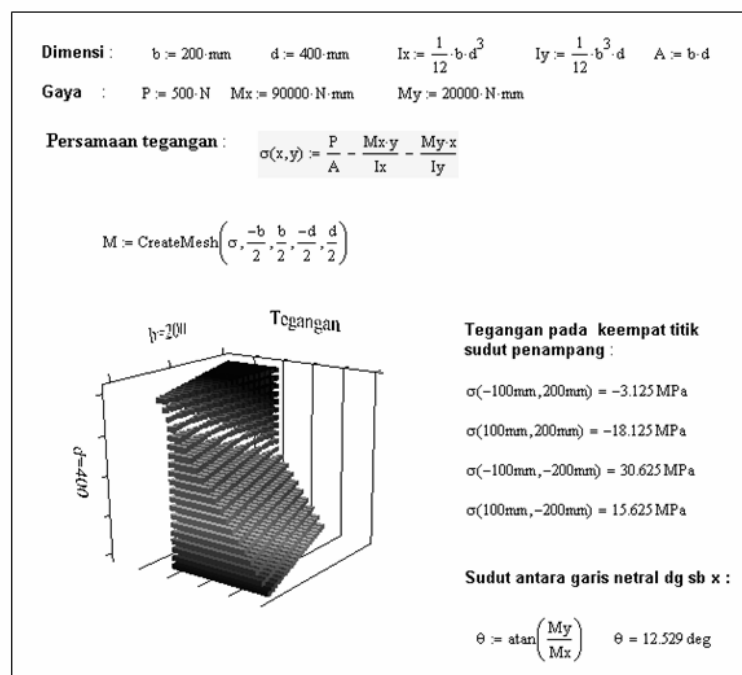 Dimensi : b := 200·mm d := 400·mm Ix := 1/12·b·d³ Iy := 1/12·b³·d A := b·d
Gaya : P := 500·N Mx := 90000·N·mm My := 20000·N·mm
Persamaan tegangan : σ(x,y) := P/A − Mx·y/Ix − My·x/Iy
M := CreateMesh(σ, −b/2, b/2, −d/2, d/2)
b=200
Tegangan
d=400
Tegangan pada keempat titik
sudut penampang :
σ(−100mm,200mm) = −3.125 MPa
σ(100mm,200mm) = −18.125 MPa
σ(−100mm,−200mm) = 30.625 MPa
σ(100mm,−200mm) = 15.625 MPa
Sudut antara garis netral dg sb x :
θ := atan(My/Mx) θ = 12.529 deg